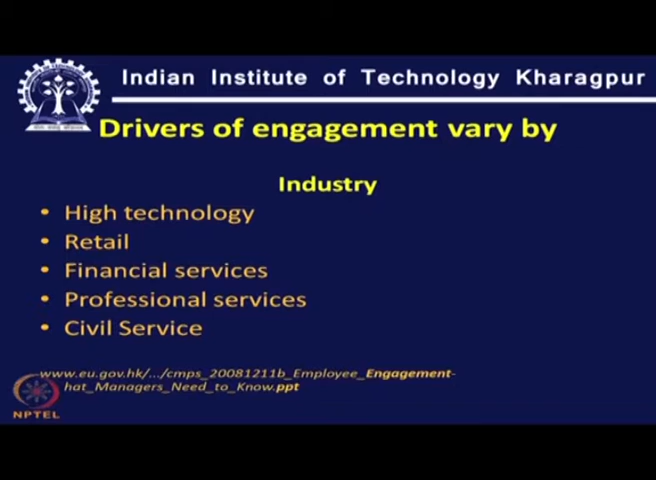 Indian Institute of Technology Kharagpur
Drivers of engagement vary by
Industry
• High technology
• Retail
• Financial services
• Professional services
• Civil Service
www.eu.gov.hk/.../cmps_20081211b_Employee_Engagement-
hat_Managers_Need_to_Know.ppt
NPTEL